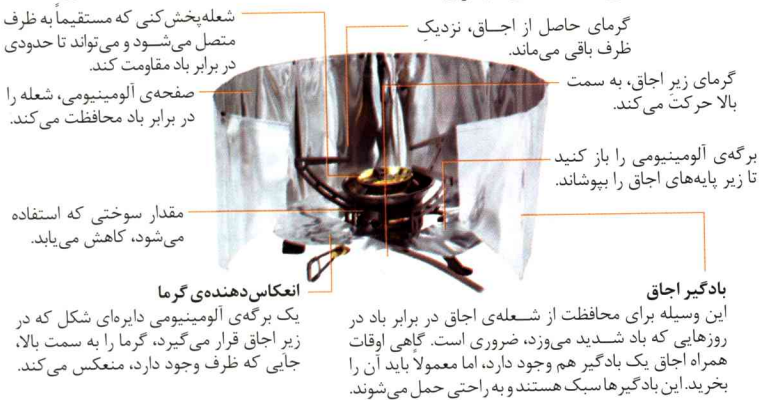 شعله‌پخش‌کنی که مستقیماً به ظرف
متصل می‌شــود و می‌تواند تا حدودی
در برابر باد مقاومت کند.
گرمای حاصل از اجــاق، نزدیکِ
ظرف باقی می‌ماند.
صفحه‌ی آلومینیومی، شعله را
در برابر باد محافظت می‌کند.
گرمای زیرِ اجاق، به سمت
بالا حرکت می‌کند.
برگه‌ی آلومینیومی را باز کنید
تا زیر پایه‌های اجاق را بپوشاند.
مقدار سوختی که استفاده
می‌شود، کاهش می‌یابد.
بادگیر اجاق
این وسیله برای محافظت از شــعله‌ی اجاق در برابر باد در
روزهایی که باد شــدید می‌وزد، ضروری است. گاهی اوقات
همراه اجاق یک بادگیر هم وجود دارد، اما معمولاً باید آن را
بخرید. این بادگیرها سبک هستند و به راحتی حمل می‌شوند.
انعکاس‌دهنده‌ی گرما
یک برگه‌ی آلومینیومی دایره‌ای شکل که در
زیرِ اجاق قرار می‌گیرد، گرما را به سمت بالا،
جایی که ظرف وجود دارد، منعکس می‌کند.